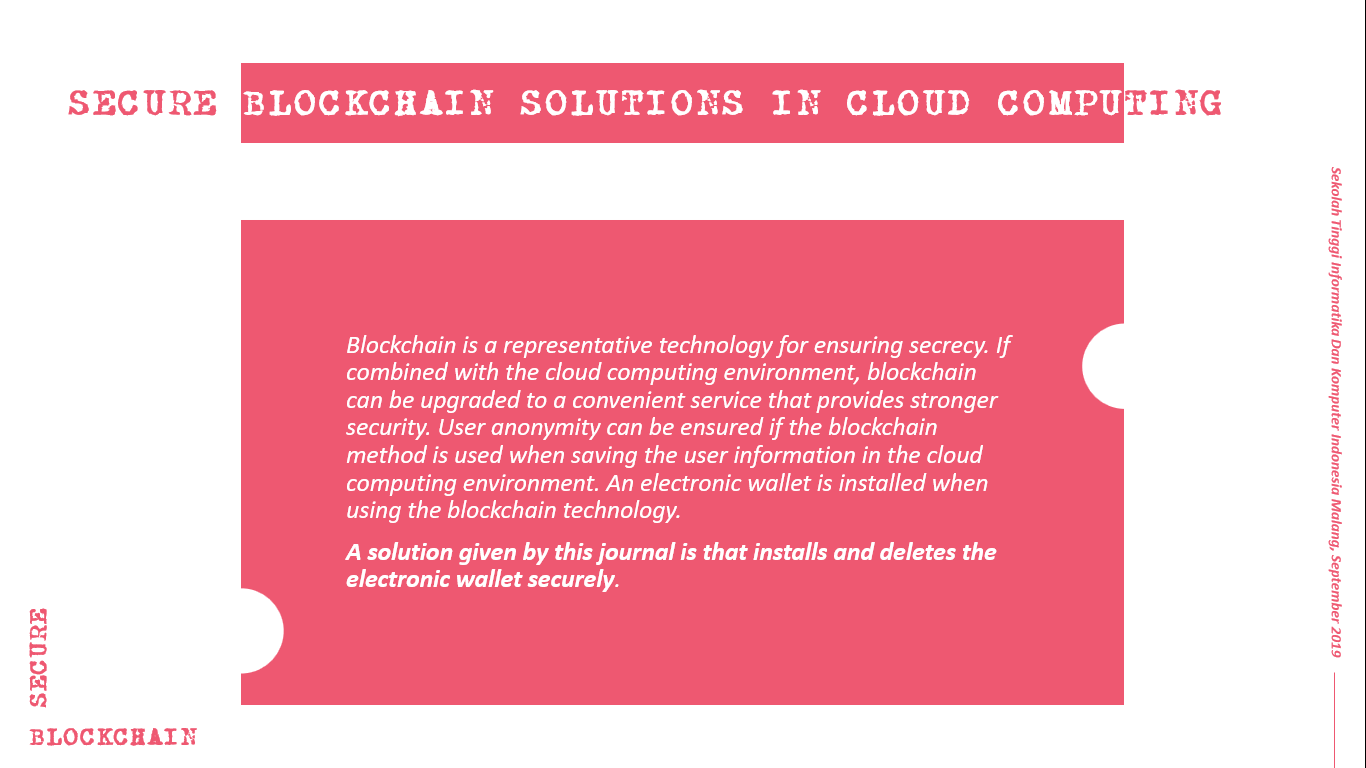 SECURE BLOCKCHAIN SOLUTIONS IN CLOUD COMPUTING
Blockchain is a representative technology for ensuring secrecy. If
combined with the cloud computing environment, blockchain
can be upgraded to a convenient service that provides stronger
security. User anonymity can be ensured if the blockchain
method is used when saving the user information in the cloud
computing environment. An electronic wallet is installed when
using the blockchain technology.
A solution given by this journal is that installs and deletes the
electronic wallet securely.
Sekolah Tinggi Informatika Dan Komputer Indonesia Malang, September 2019
SECURE
BLOCKCHAIN